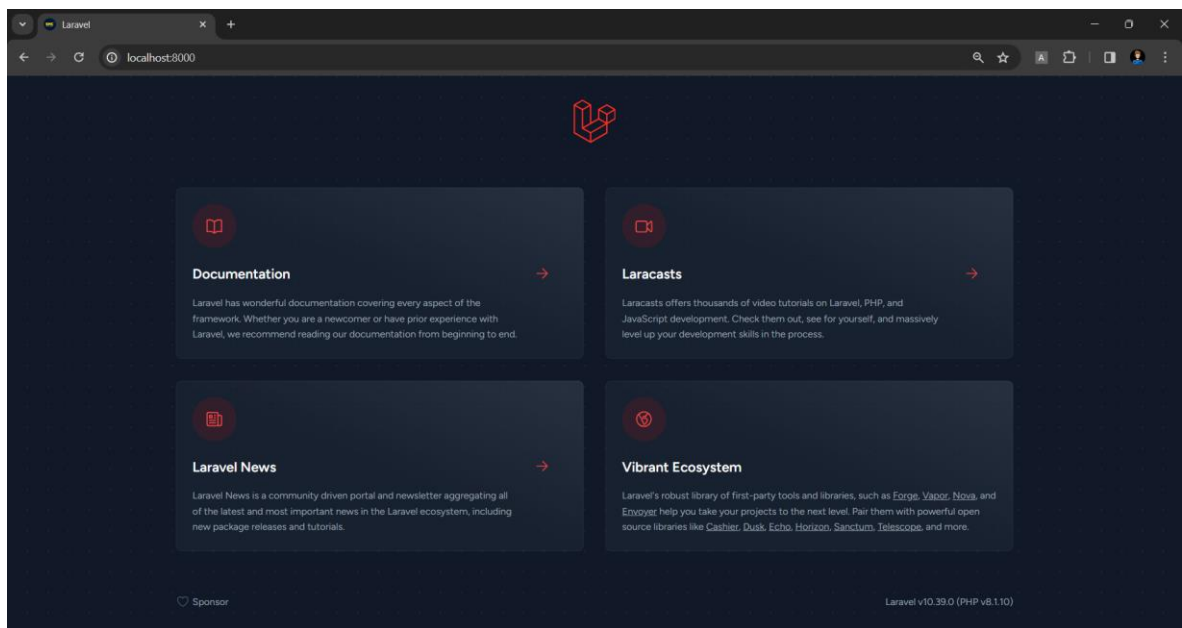 Laravel
localhost:8000
A
Documentation
Laravel has wonderful documentation covering every aspect of the
framework. Whether you are a newcomer or have prior experience with
Laravel, we recommend reading our documentation from beginning to end.
Laracasts
Laracasts offers thousands of video tutorials on Laravel, PHP, and
JavaScript development. Check them out, see for yourself, and massively
level up your development skills in the process.
Laravel News
Laravel News is a community driven portal and newsletter aggregating all
of the latest and most important news in the Laravel ecosystem, including
new package releases and tutorials.
Vibrant Ecosystem
Laravel's robust library of first-party tools and libraries, such as Forge, Vapor, Nova, and
Envoyer help you take your projects to the next level. Pair them with powerful open
source libraries like Cashier, Dusk, Echo, Horizon, Sanctum, Telescope, and more.
Sponsor
Laravel v10.39.0 (PHP v8.1.10)